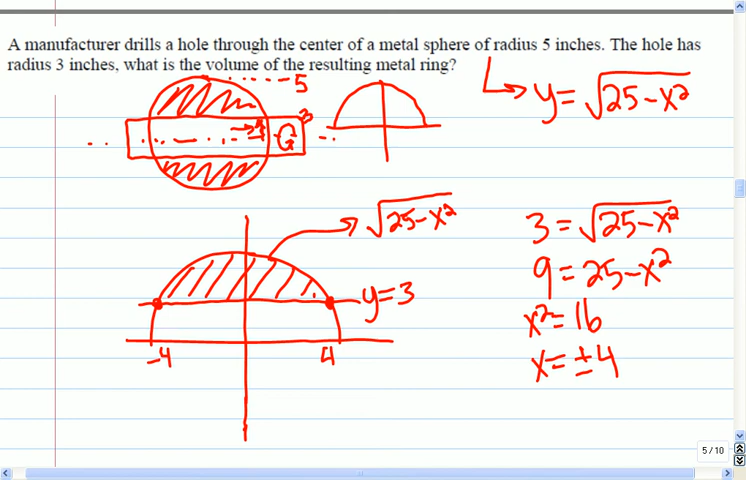 A manufacturer drills a hole through the center of a metal sphere of radius 5 inches. The hole has
radius 3 inches, what is the volume of the resulting metal ring?
5
3
4
y = √25-x²
√25-x²
y=3
-4
4
3 = √25-x²
9 = 25-x²
x² = 16
x = ±4
5 / 10